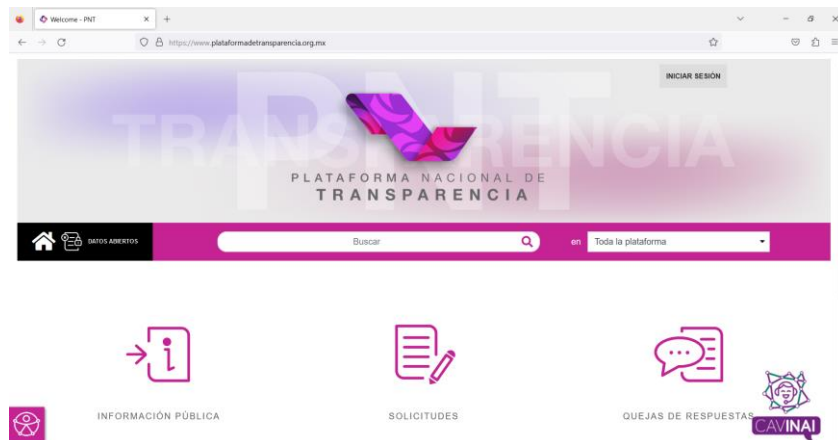 Welcome - PNT
https://www.plataformadetransparencia.org.mx
PNT
TRANSPARENCIA
INICIAR SESIÓN
PLATAFORMA NACIONAL DE
TRANSPARENCIA
DATOS ABIERTOS
Buscar
en
Toda la plataforma
INFORMACIÓN PÚBLICA
SOLICITUDES
QUEJAS DE RESPUESTAS
CAVINAI